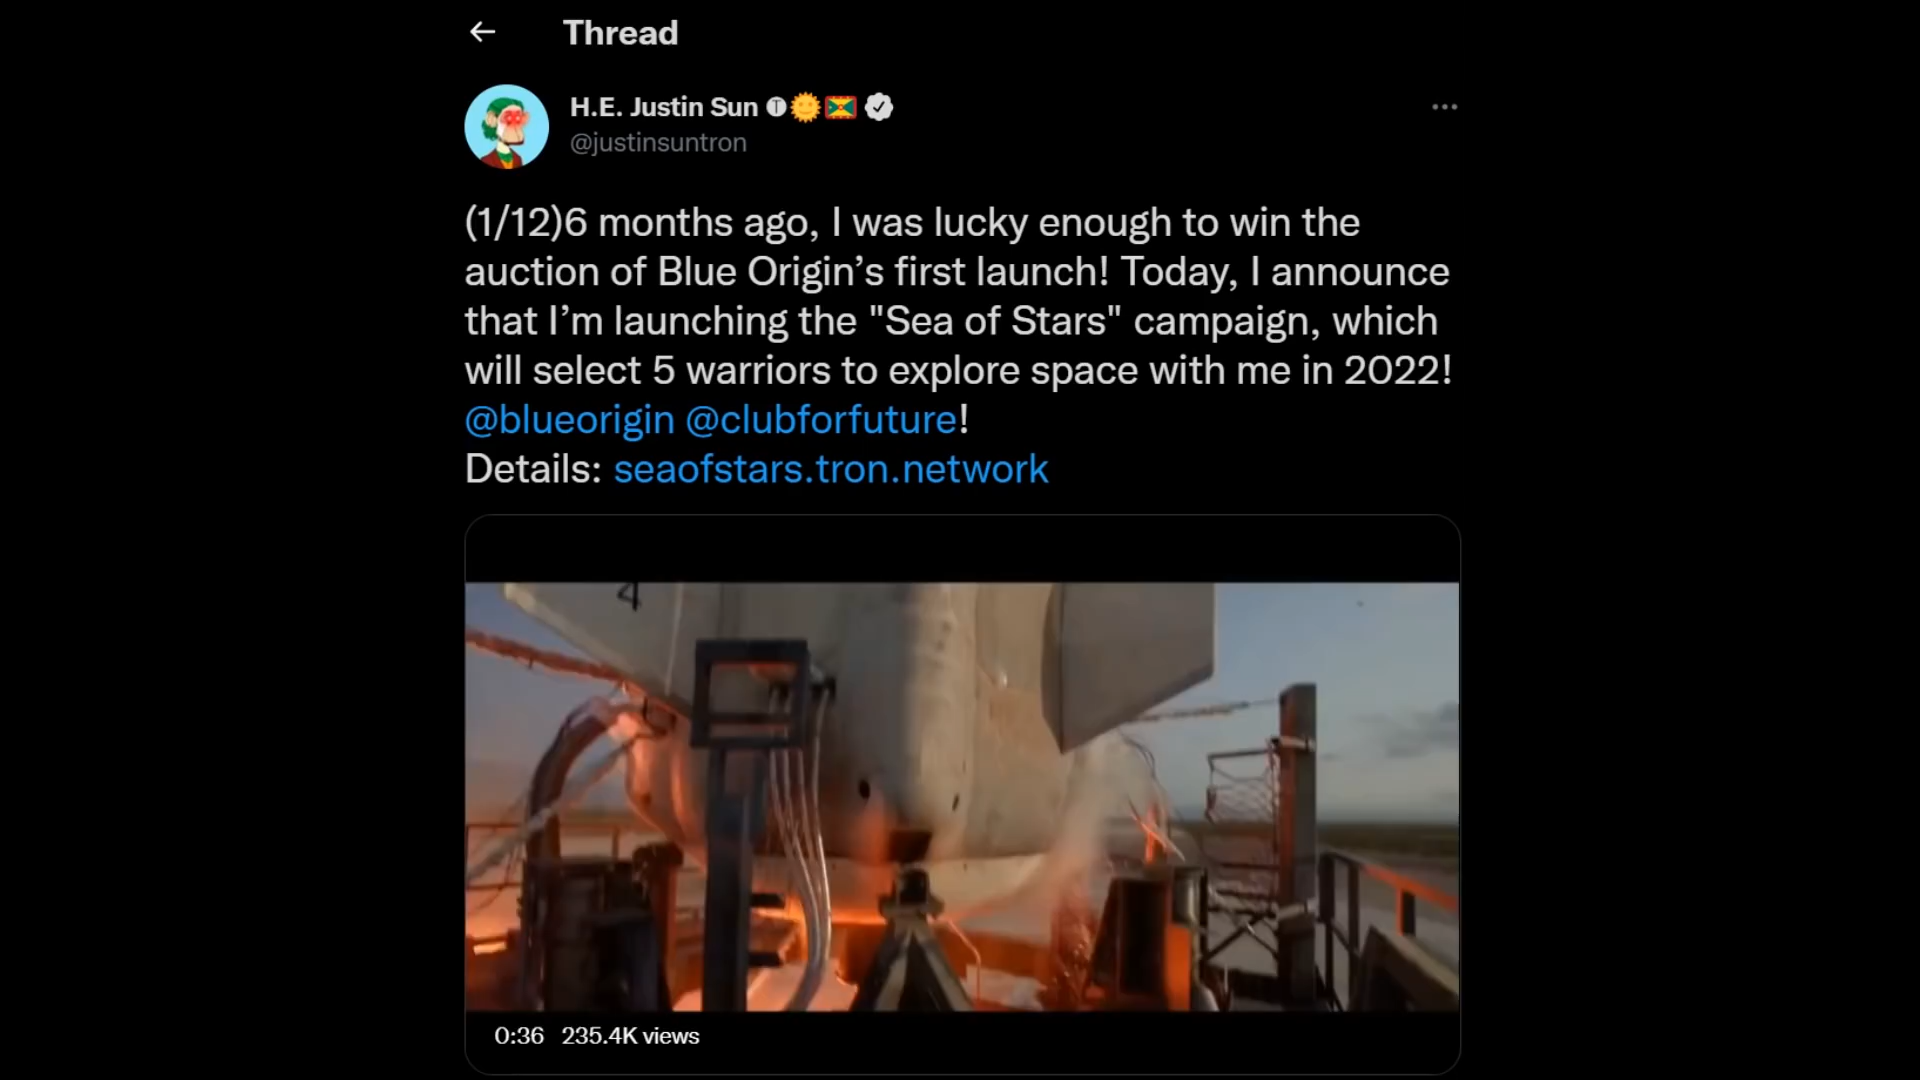 Thread
H.E. Justin Sun
@justinsuntron
(1/12)6 months ago, I was lucky enough to win the
auction of Blue Origin’s first launch! Today, I announce
that I’m launching the "Sea of Stars" campaign, which
will select 5 warriors to explore space with me in 2022!
@blueorigin @clubforfuture!
Details: seaofstars.tron.network
4
0:36 235.4K views